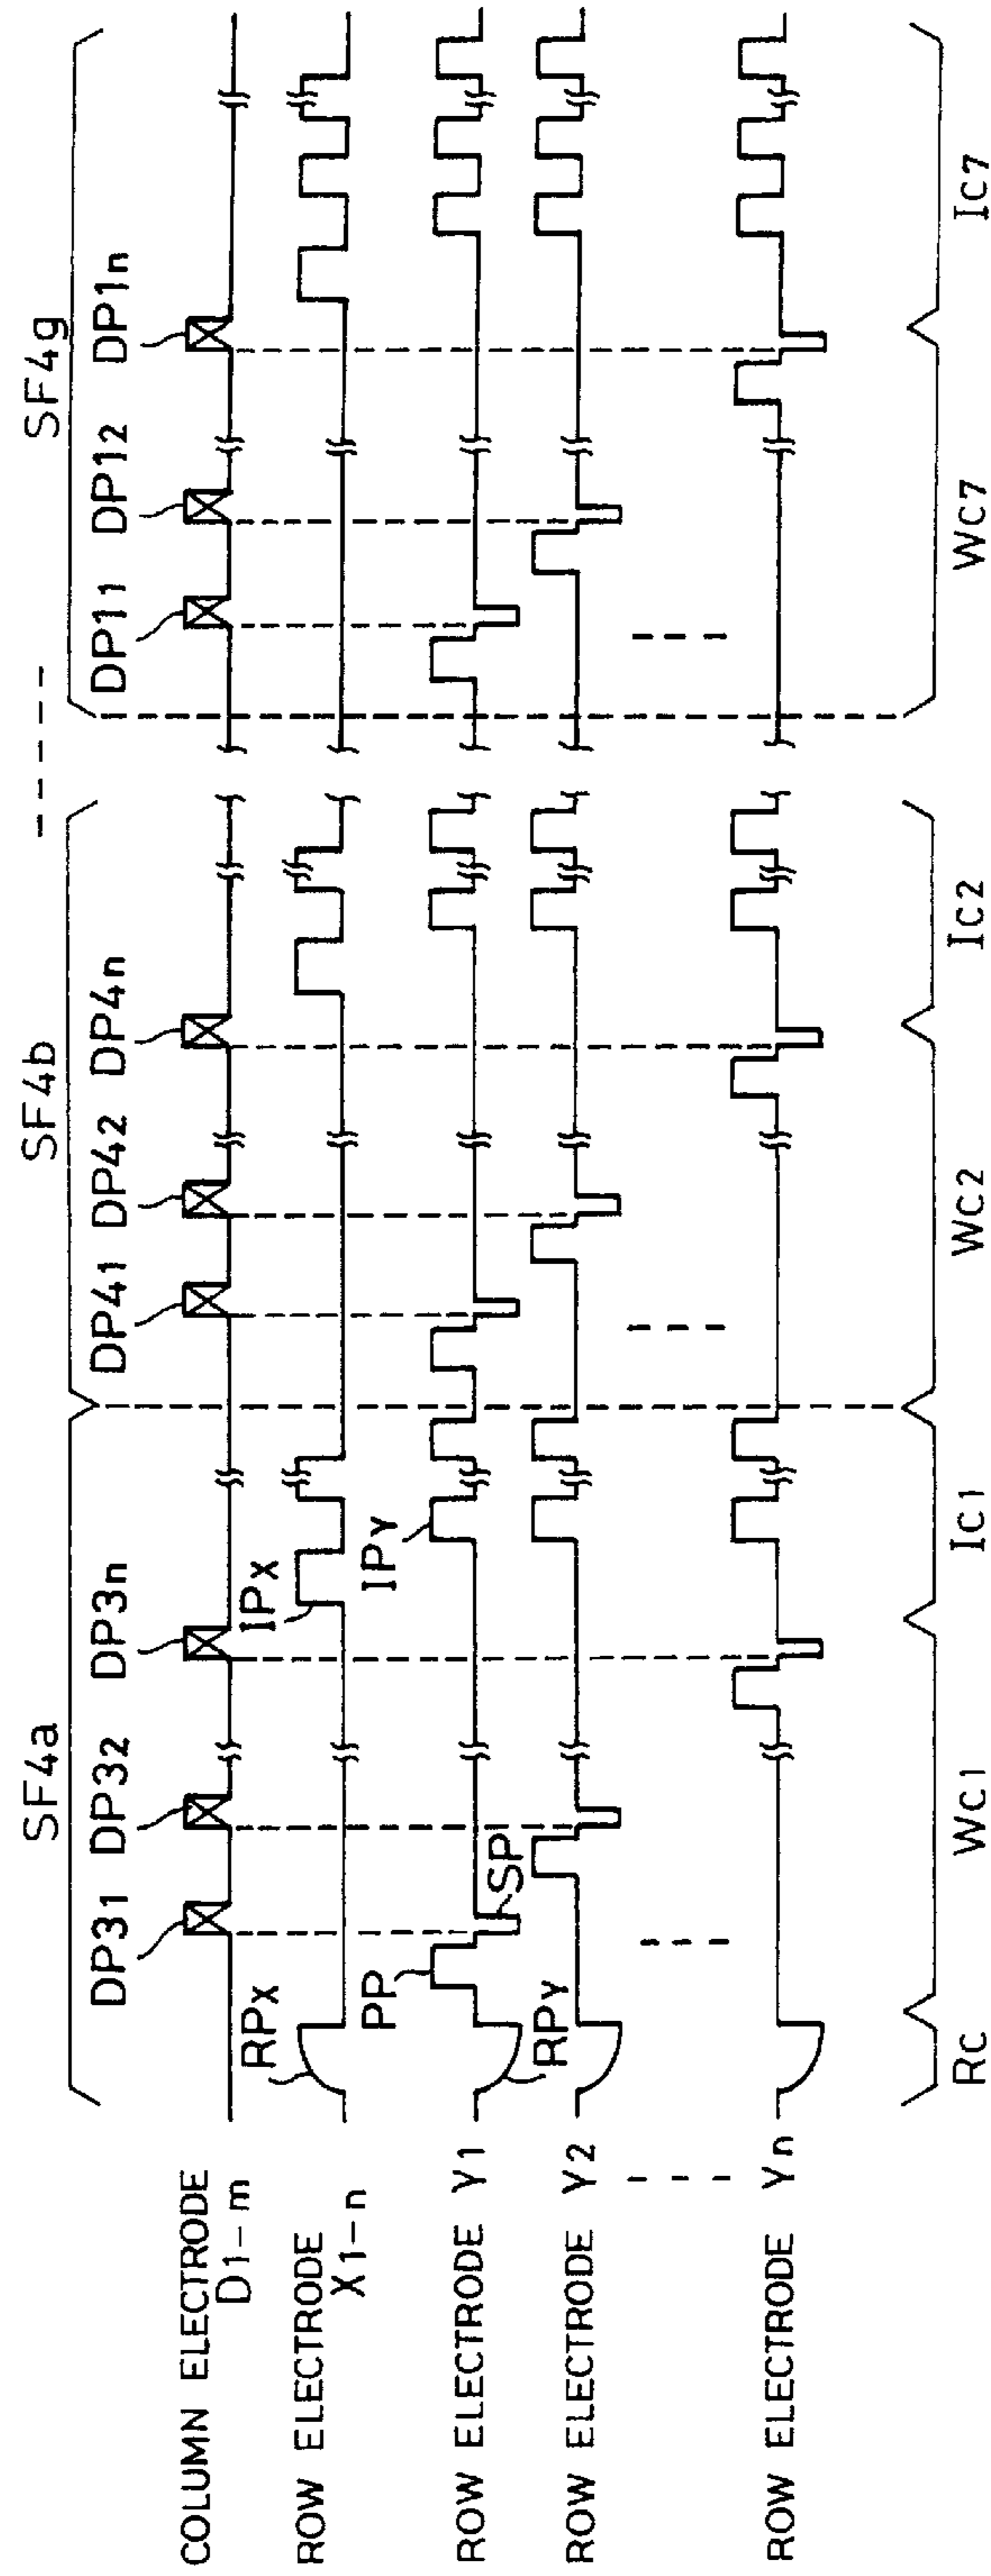 SF4a
SF4b
SF4g
DP31
DP32
DP3n
DP41
DP42
DP4n
DP11
DP12
DP1n
COLUMN ELECTRODE
D1-m
ROW ELECTRODE
X1-n
RPx
IPx
ROW ELECTRODE Y1
PP
SP
IPY
RPY
ROW ELECTRODE Y2
ROW ELECTRODE Yn
RC
WC1
IC1
WC2
IC2
WC7
IC7